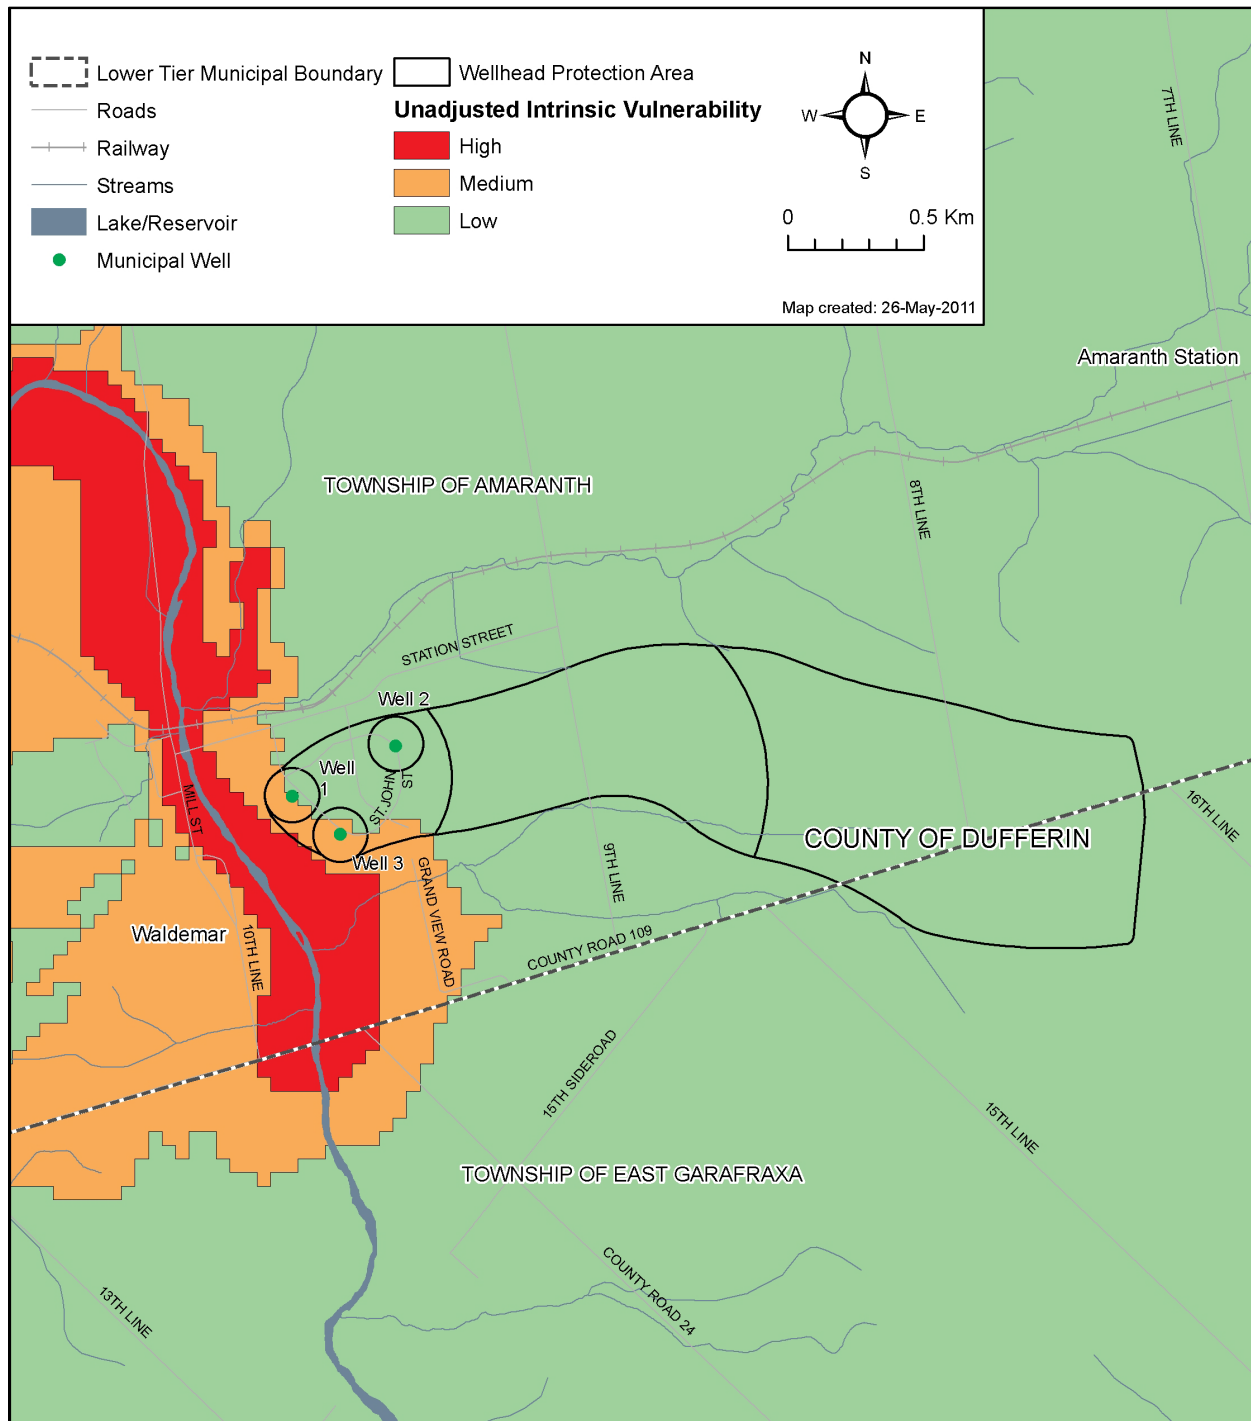 Lower Tier Municipal Boundary
Roads
Railway
Streams
Lake/Reservoir
Municipal Well
Wellhead Protection Area
Unadjusted Intrinsic Vulnerability
High
Medium
Low
N
W
E
S
0
0.5 Km
Map created: 26-May-2011
7TH LINE
Amaranth Station
TOWNSHIP OF AMARANTH
8TH LINE
STATION STREET
Well 2
Well
1
ST. JOHN
ST
MILL ST
Well 3
COUNTY OF DUFFERIN
16TH LINE
9TH LINE
GRAND VIEW ROAD
Waldemar
10TH LINE
COUNTY ROAD 109
15TH SIDEROAD
15TH LINE
TOWNSHIP OF EAST GARAFRAXA
COUNTY ROAD 24
13TH LINE